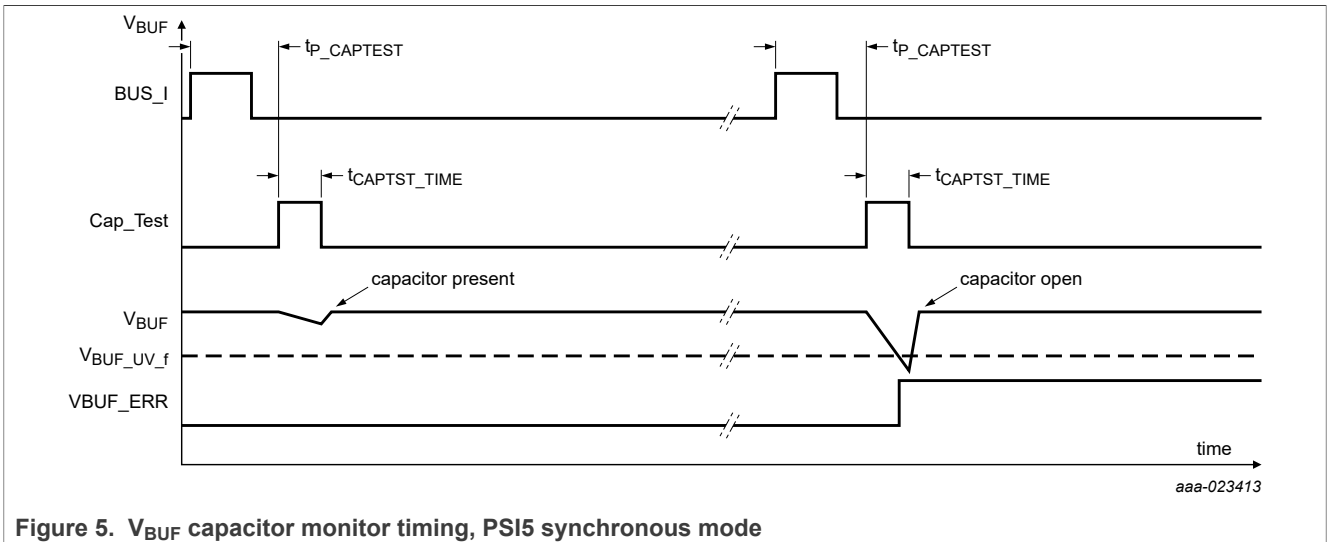 VBUF
tP_CAPTEST
tP_CAPTEST
BUS_I
tCAPTST_TIME
tCAPTST_TIME
Cap_Test
capacitor present
capacitor open
VBUF
VBUF_UV_f
VBUF_ERR
time
aaa-023413
Figure 5. VBUF capacitor monitor timing, PSI5 synchronous mode